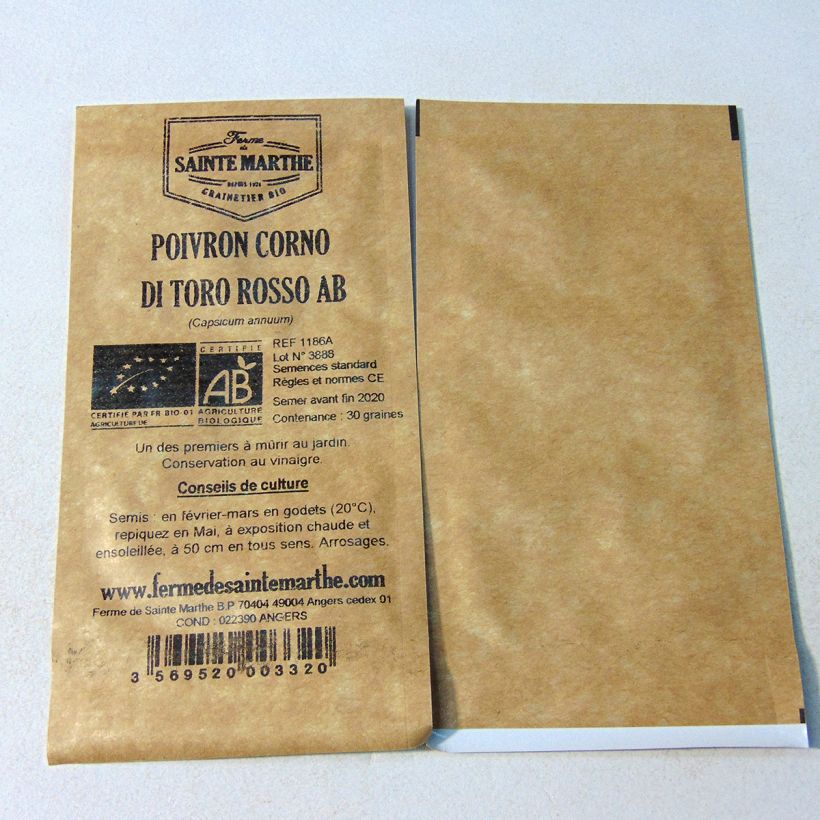 Ferme
de
SAINTE MARTHE
DEPUIS 1974
GRAINETIER BIO
POIVRON CORNO
DI TORO ROSSO AB
(Capsicum annuum)
REF 1186A
Lot N° 3888
Semences standard
Règles et normes CE
Semer avant fin 2020
Contenance : 30 graines
CERTIFIÉ PAR FR BIO-01
AGRICULTURE UE
CERTIFIÉ
AB
AGRICULTURE
BIOLOGIQUE
Un des premiers à mûrir au jardin.
Conservation au vinaigre.
Conseils de culture
Semis : en février-mars en godets (20°C),
repiquez en Mai, à exposition chaude et
ensoleillée, à 50 cm en tous sens. Arrosages.
www.fermedesaintemarthe.com
Ferme de Sainte Marthe B.P 70404 49004 Angers cedex 01
COND : 022390 ANGERS
3 569520 003320